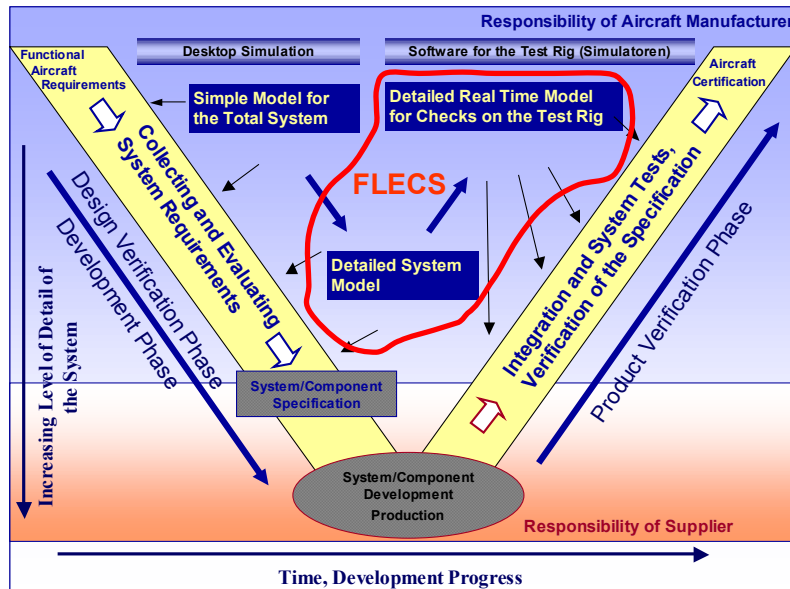 Responsibility of Aircraft Manufacturer
Functional
Aircraft
Requirements
Desktop Simulation
Software for the Test Rig (Simulatoren)
Aircraft
Certification
Simple Model for
the Total System
Detailed Real Time Model
for Checks on the Test Rig
Collecting and Evaluating
System Requirements
FLECS
Detailed System
Model
Integration and System Tests,
Verification of the Specification
Design Verification Phase
Development Phase
Product Verification Phase
Increasing Level of Detail of
the System
System/Component
Specification
System/Component
Development
Production
Responsibility of Supplier
Time, Development Progress